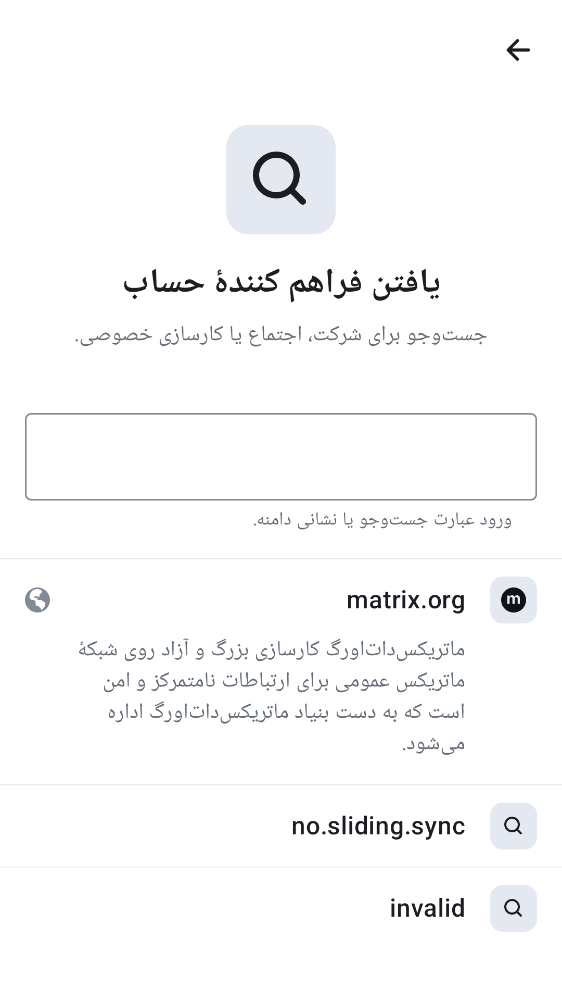 یافتن فراهم کنندهٔ حساب
جست‌وجو برای شرکت، اجتماع یا کارسازی خصوصی.
ورود عبارت جست‌وجو یا نشانی دامنه.
m
matrix.org
ماتریکس‌دات‌اورگ کارسازی بزرگ و آزاد روی شبکهٔ
ماتریکس عمومی برای ارتباطات نامتمرکز و امن
است که به دست بنیاد ماتریکس‌دات‌اورگ اداره
می‌شود.
no.sliding.sync
invalid